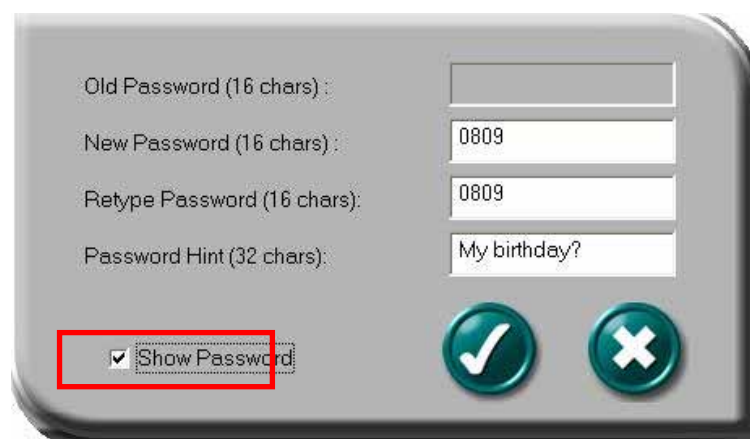 Old Password (16 chars) :
New Password (16 chars) :
0809
Retype Password (16 chars):
0809
Password Hint (32 chars):
My birthday?
Show Password